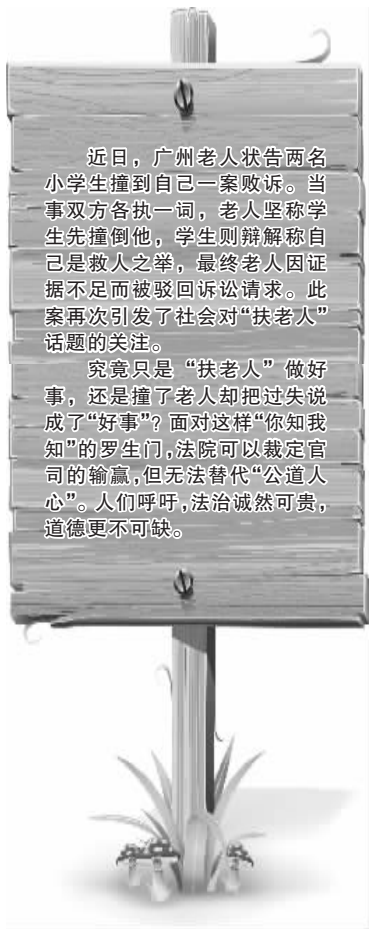 近日，广州老人状告两名
小学生撞到自己一案败诉。当
事双方各执一词，老人坚称学
生先撞倒他，学生则辩解称自
己是救人之举，最终老人因证
据不足而被驳回诉讼请求。此
案再次引发了社会对“扶老人”
话题的关注。
究竟只是“扶老人”做好
事，还是撞了老人却把过失说
成了“好事”？面对这样“你知我
知”的罗生门，法院可以裁定官
司的输赢，但无法替代“公道人
心”。人们呼吁，法治诚然可贵，
道德更不可缺。